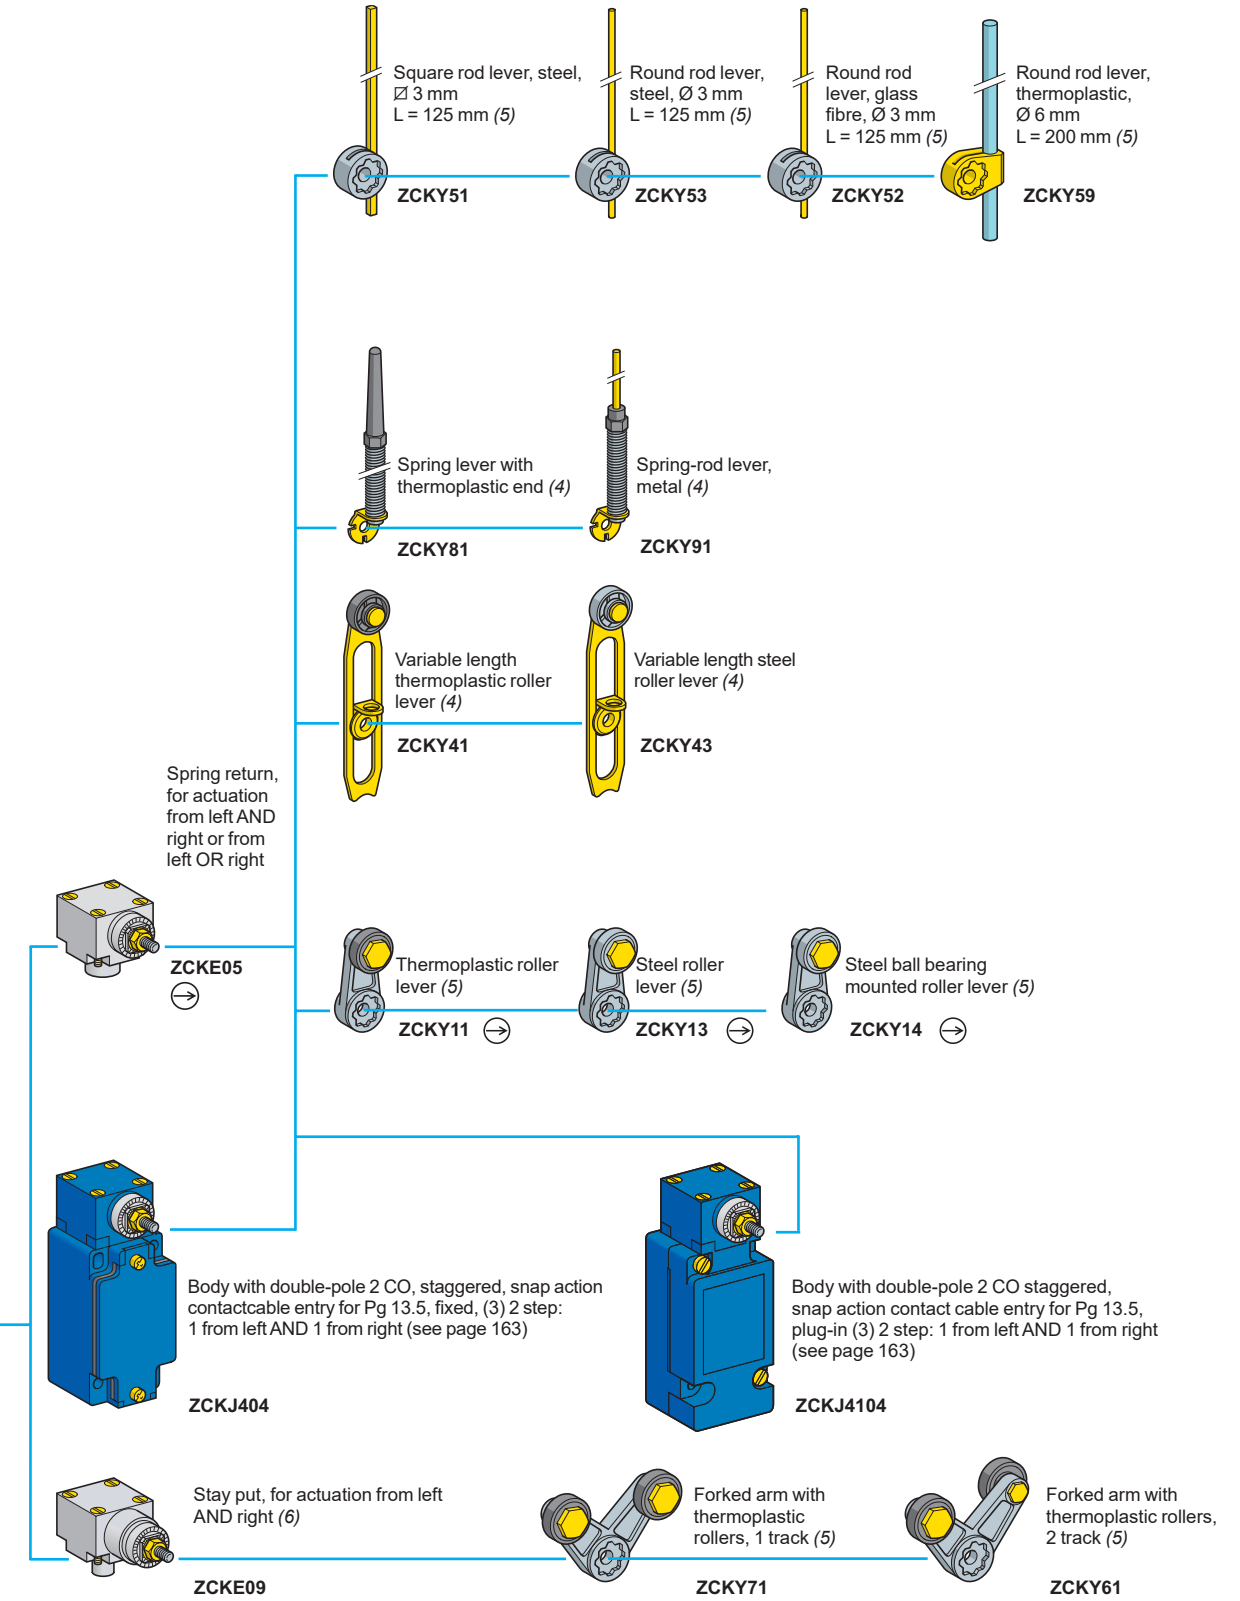 Square rod lever, steel,
⌀ 3 mm
L = 125 mm (5)
ZCKY51
Round rod lever,
steel, Ø 3 mm
L = 125 mm (5)
ZCKY53
Round rod
lever, glass
fibre, Ø 3 mm
L = 125 mm (5)
ZCKY52
Round rod lever,
thermoplastic,
Ø 6 mm
L = 200 mm (5)
ZCKY59
Spring lever with
thermoplastic end (4)
ZCKY81
Spring-rod lever,
metal (4)
ZCKY91
Variable length
thermoplastic roller
lever (4)
ZCKY41
Variable length steel
roller lever (4)
ZCKY43
Spring return,
for actuation
from left AND
right or from
left OR right
ZCKE05
Thermoplastic roller
lever (5)
ZCKY11
Steel roller
lever (5)
ZCKY13
Steel ball bearing
mounted roller lever (5)
ZCKY14
Body with double-pole 2 CO, staggered, snap action
contactcable entry for Pg 13.5, fixed, (3) 2 step:
1 from left AND 1 from right (see page 163)
ZCKJ404
Body with double-pole 2 CO staggered,
snap action contact cable entry for Pg 13.5,
plug-in (3) 2 step: 1 from left AND 1 from right
(see page 163)
ZCKJ4104
Stay put, for actuation from left
AND right (6)
ZCKE09
Forked arm with
thermoplastic
rollers, 1 track (5)
ZCKY71
Forked arm with
thermoplastic rollers,
2 track (5)
ZCKY61